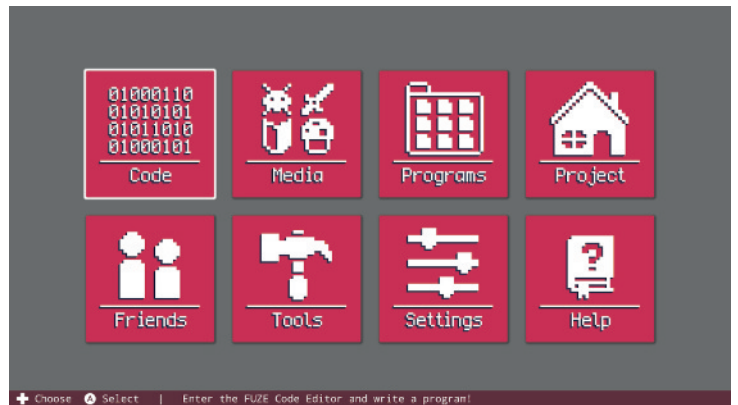 01000110
01010101
01011010
01000101
Code
Media
Programs
Project
Friends
Tools
Settings
?
Help
Choose A Select | Enter the FUZE Code Editor and write a program!